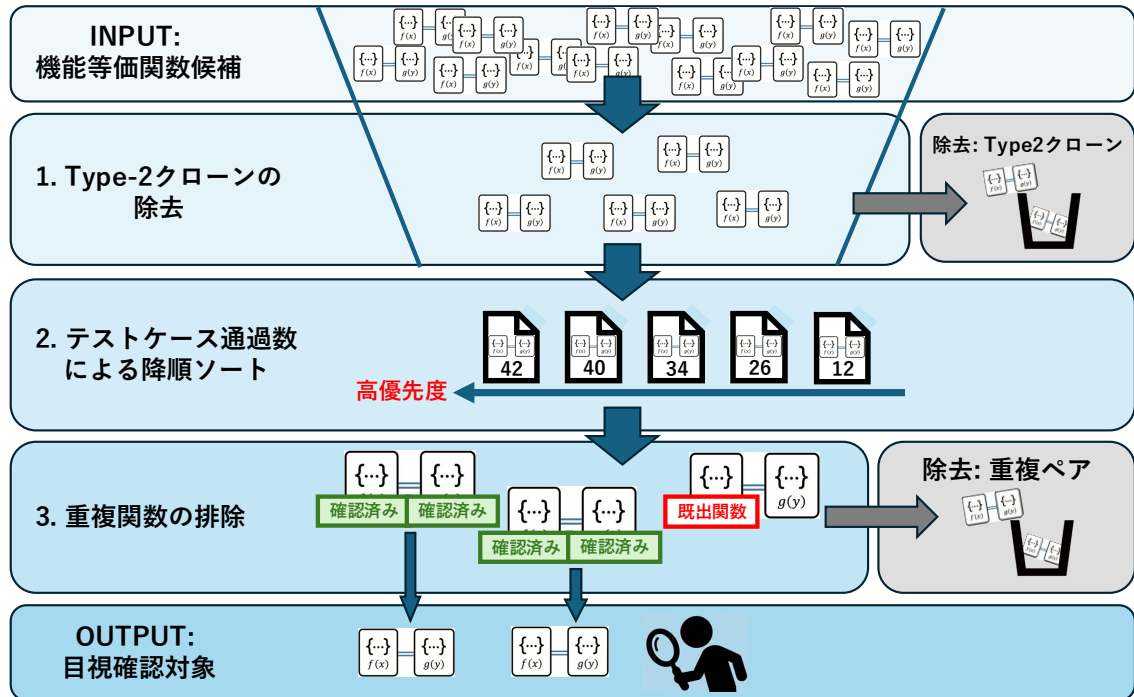 INPUT:
機能等価関数候補
{···} {···}
f(x) g(y)
{···} {···}
f(x) g(y)
{···} {···}
f(x) g(y)
{···} {···}
f(x) g(y)
{···} {···}
f(x) g(y)
{···} {···}
f(x) g(y)
{···} {···}
f(x) g(y)
{···} {···}
f(x) g(y)
{···} {···}
f(x) g(y)
{···} {···}
f(x) g(y)
{···} {···}
f(x) g(y)
{···} {···}
f(x) g(y)
{···} {···}
f(x) g(y)
1. Type-2クローンの
除去
{···} {···}
f(x) g(y)
{···} {···}
f(x) g(y)
{···} {···}
f(x) g(y)
{···} {···}
f(x) g(y)
{···} {···}
f(x) g(y)
除去: Type2クローン
{···} {···}
f(x) g(y)
2. テストケース通過数
による降順ソート
42 40 34 26 12
高優先度
3. 重複関数の排除
{···} {···}
確認済み 確認済み
{···} {···}
確認済み 確認済み
{···} {···}
既出関数 g(y)
除去: 重複ペア
{···} {···}
f(x) g(y)
OUTPUT:
目視確認対象
{···} {···}
f(x) g(y)
{···} {···}
f(x) g(y)